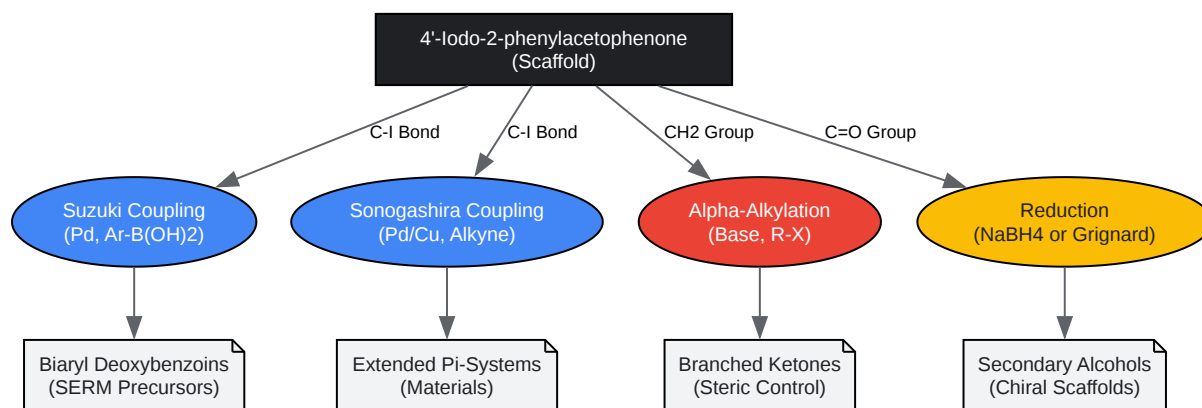 4'-Iodo-2-phenylacetophenone
(Scaffold)
C-I Bond
C-I Bond
CH2 Group
C=O Group
Suzuki Coupling
(Pd, Ar-B(OH)2)
Sonogashira Coupling
(Pd/Cu, Alkyne)
Alpha-Alkylation
(Base, R-X)
Reduction
(NaBH4 or Grignard)
Biaryl Deoxybenzoins
(SERM Precursors)
Extended Pi-Systems
(Materials)
Branched Ketones
(Steric Control)
Secondary Alcohols
(Chiral Scaffolds)